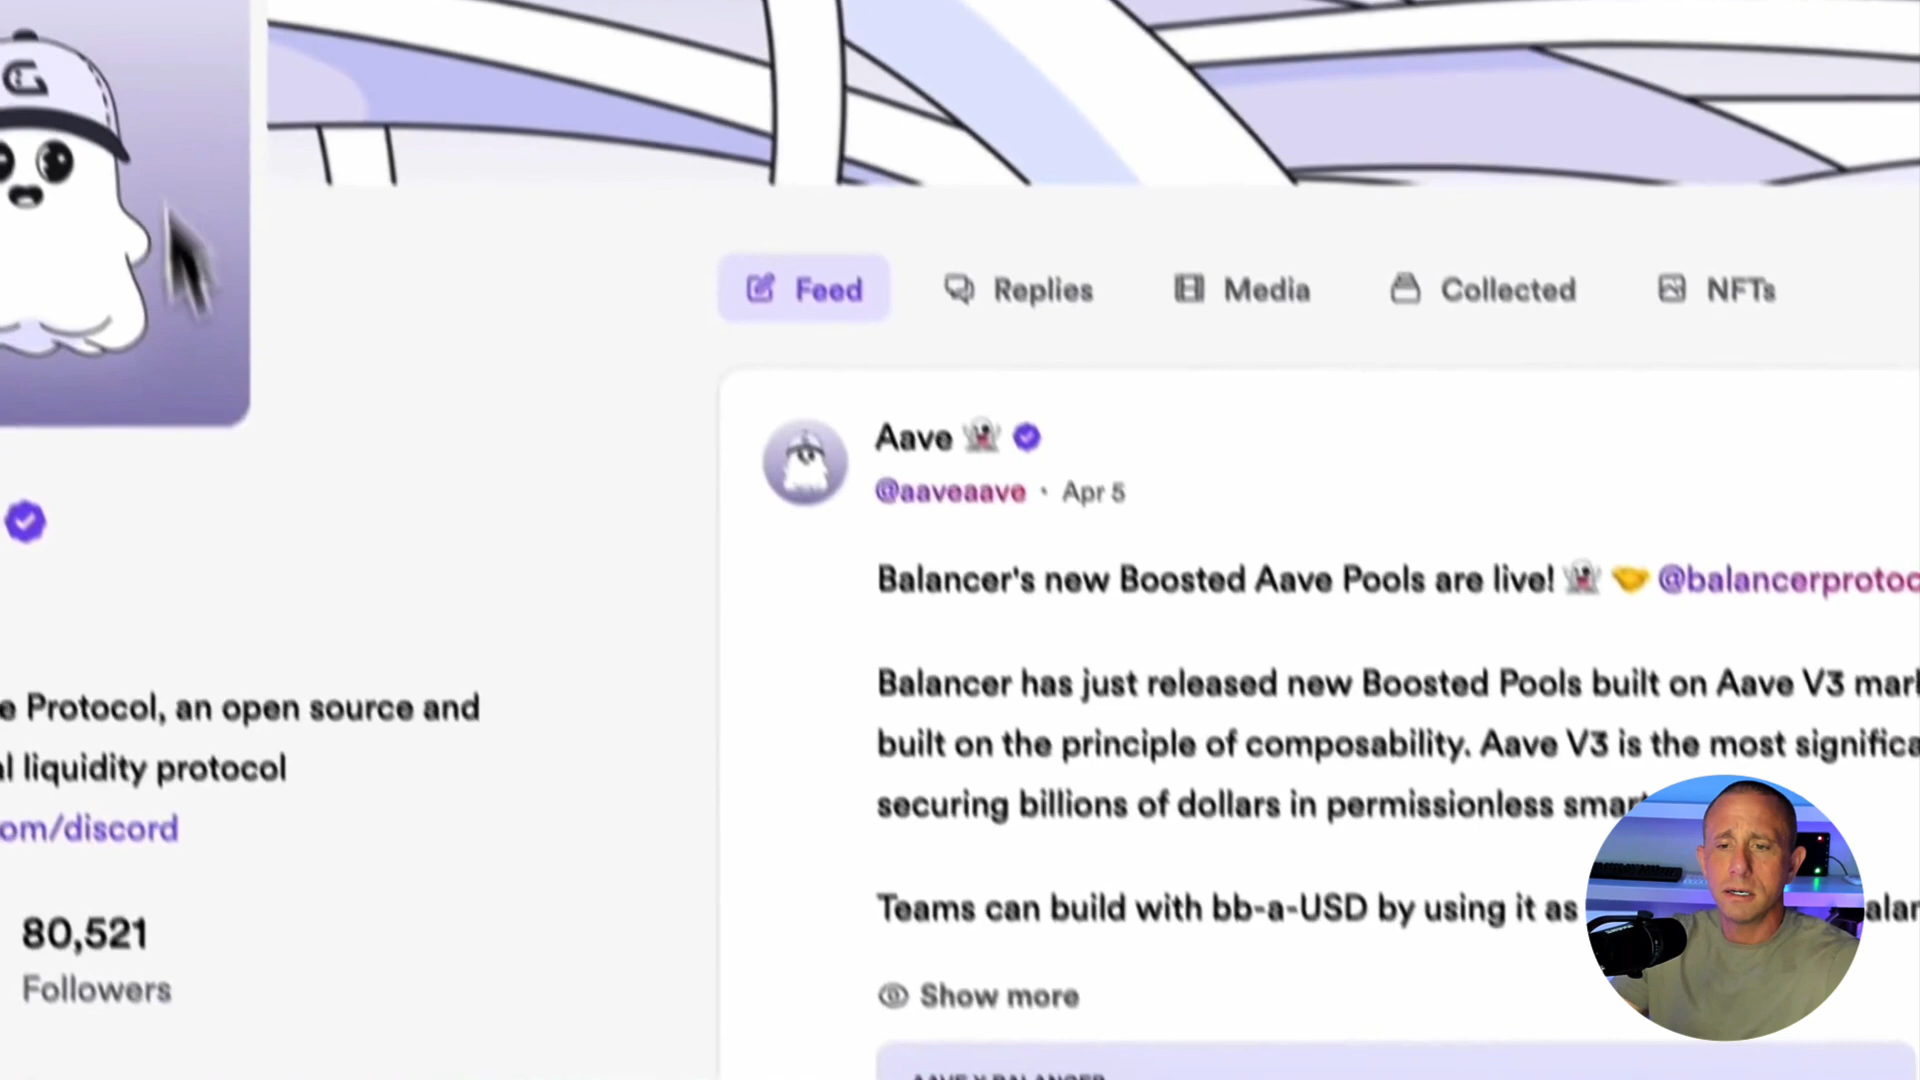 G
Feed Replies Media Collected NFTs
Aave
@aaveaave · Apr 5
Balancer's new Boosted Aave Pools are live! 👻 🤝 @balancerprotoc
Balancer has just released new Boosted Pools built on Aave V3 mark
built on the principle of composability. Aave V3 is the most significa
securing billions of dollars in permissionless smar
Teams can build with bb-a-USD by using it as alan
Show more
e Protocol, an open source and
al liquidity protocol
om/discord
80,521
Followers